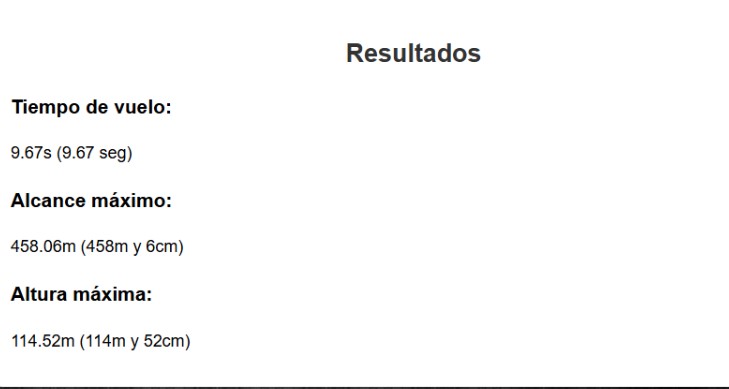 Resultados
Tiempo de vuelo:
9.67s (9.67 seg)
Alcance máximo:
458.06m (458m y 6cm)
Altura máxima:
114.52m (114m y 52cm)